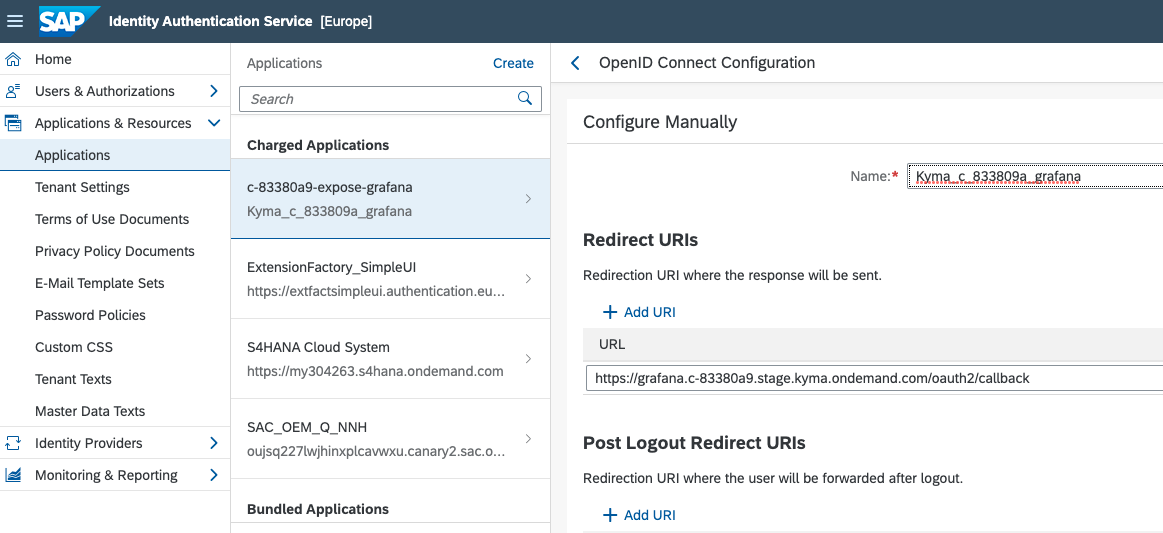 SAP Identity Authentication Service [Europe]
Home
Users & Authorizations
Applications & Resources
Applications
Tenant Settings
Terms of Use Documents
Privacy Policy Documents
E-Mail Template Sets
Password Policies
Custom CSS
Tenant Texts
Master Data Texts
Identity Providers
Monitoring & Reporting
Applications Create
Search
Charged Applications
c-83380a9-expose-grafana
Kyma_c_833809a_grafana
ExtensionFactory_SimpleUI
https://extfactsimpleui.authentication.eu...
S4HANA Cloud System
https://my304263.s4hana.ondemand.com
SAC_OEM_Q_NNH
oujsq227lwjhinxplcavwxu.canary2.sac.o...
Bundled Applications
OpenID Connect Configuration
Configure Manually
Name:* Kyma_c_833809a_grafana
Redirect URIs
Redirection URI where the response will be sent.
+ Add URI
URL
https://grafana.c-83380a9.stage.kyma.ondemand.com/oauth2/callback
Post Logout Redirect URIs
Redirection URI where the user will be forwarded after logout.
+ Add URI